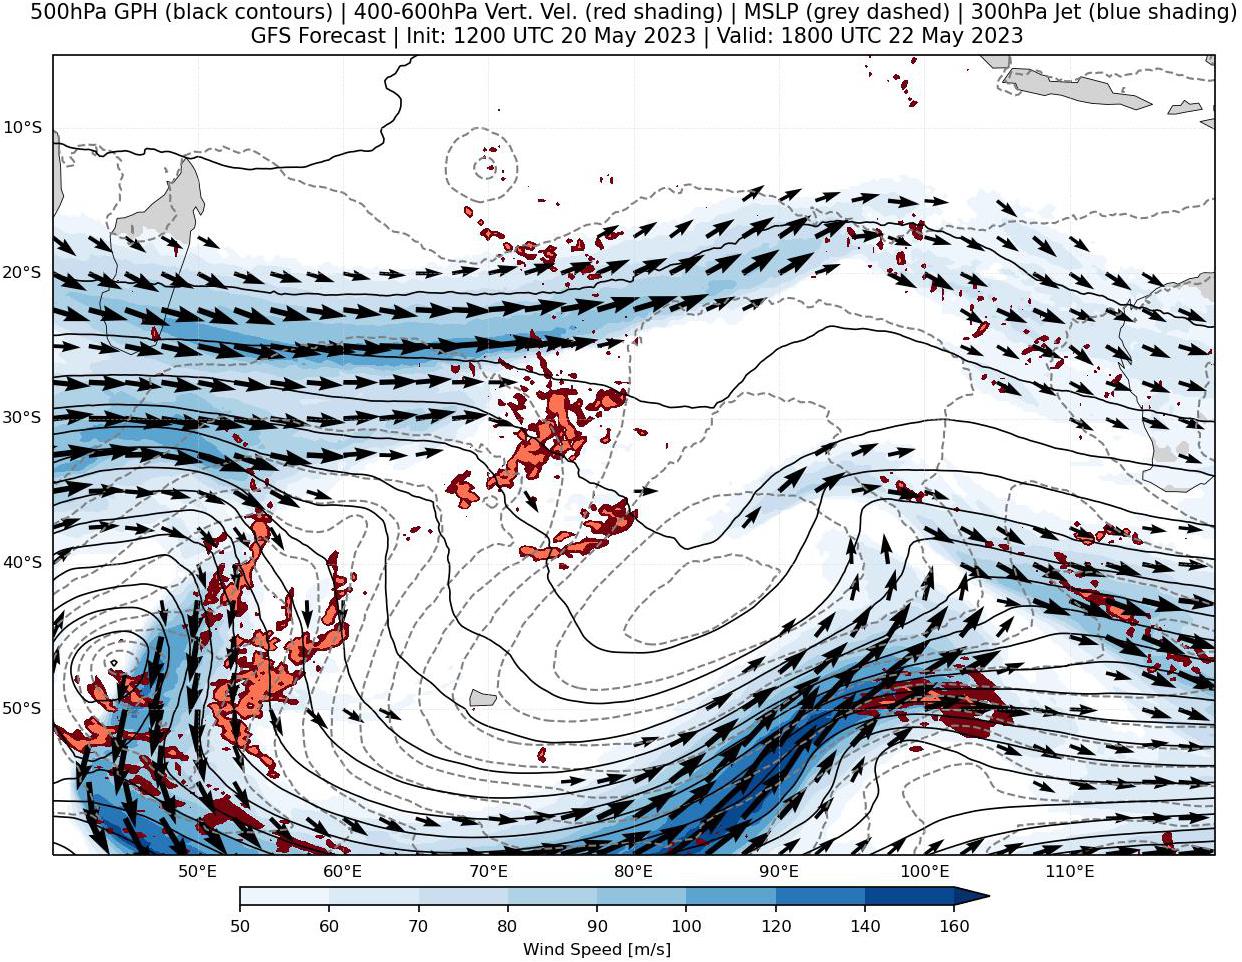 500hPa GPH (black contours) | 400-600hPa Vert. Vel. (red shading) | MSLP (grey dashed) | 300hPa Jet (blue shading)
GFS Forecast | Init: 1200 UTC 20 May 2023 | Valid: 1800 UTC 22 May 2023
10°S
20°S
30°S
40°S
50°S
50°E 60°E 70°E 80°E 90°E 100°E 110°E
50 60 70 80 90 100 120 140 160
Wind Speed [m/s]